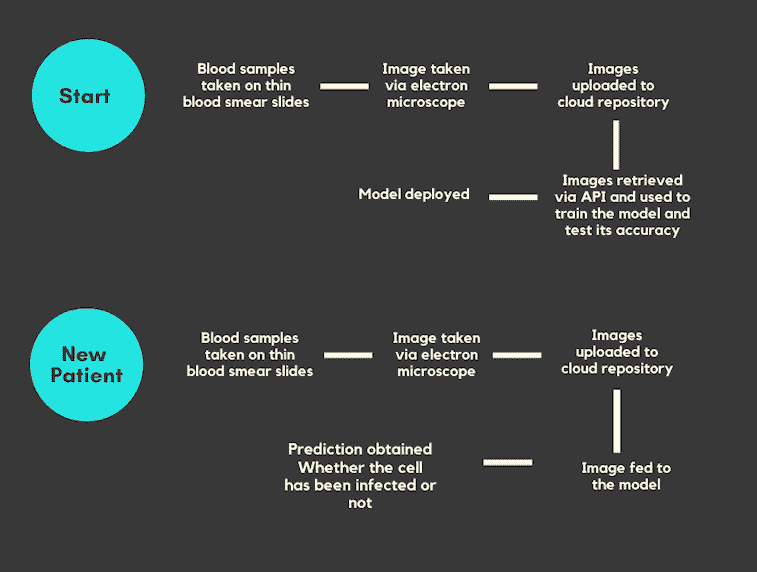 Start
Blood samples
taken on thin
blood smear slides
Image taken
via electron
microscope
Images
uploaded to
cloud repository
Images retrieved
via API and used to
train the model and
test its accuracy
Model deployed
New
Patient
Blood samples
taken on thin
blood smear slides
Image taken
via electron
microscope
Images
uploaded to
cloud repository
Image fed to
the model
Prediction obtained
Whether the cell
has been infected or
not